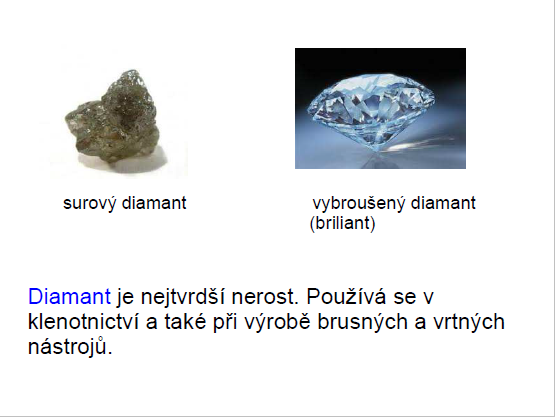 surový diamant
vybroušený diamant
(briliant)
Diamant je nejtvrdší nerost. Používá se v
klenotnictví a také při výrobě brusných a vrtných
nástrojů.